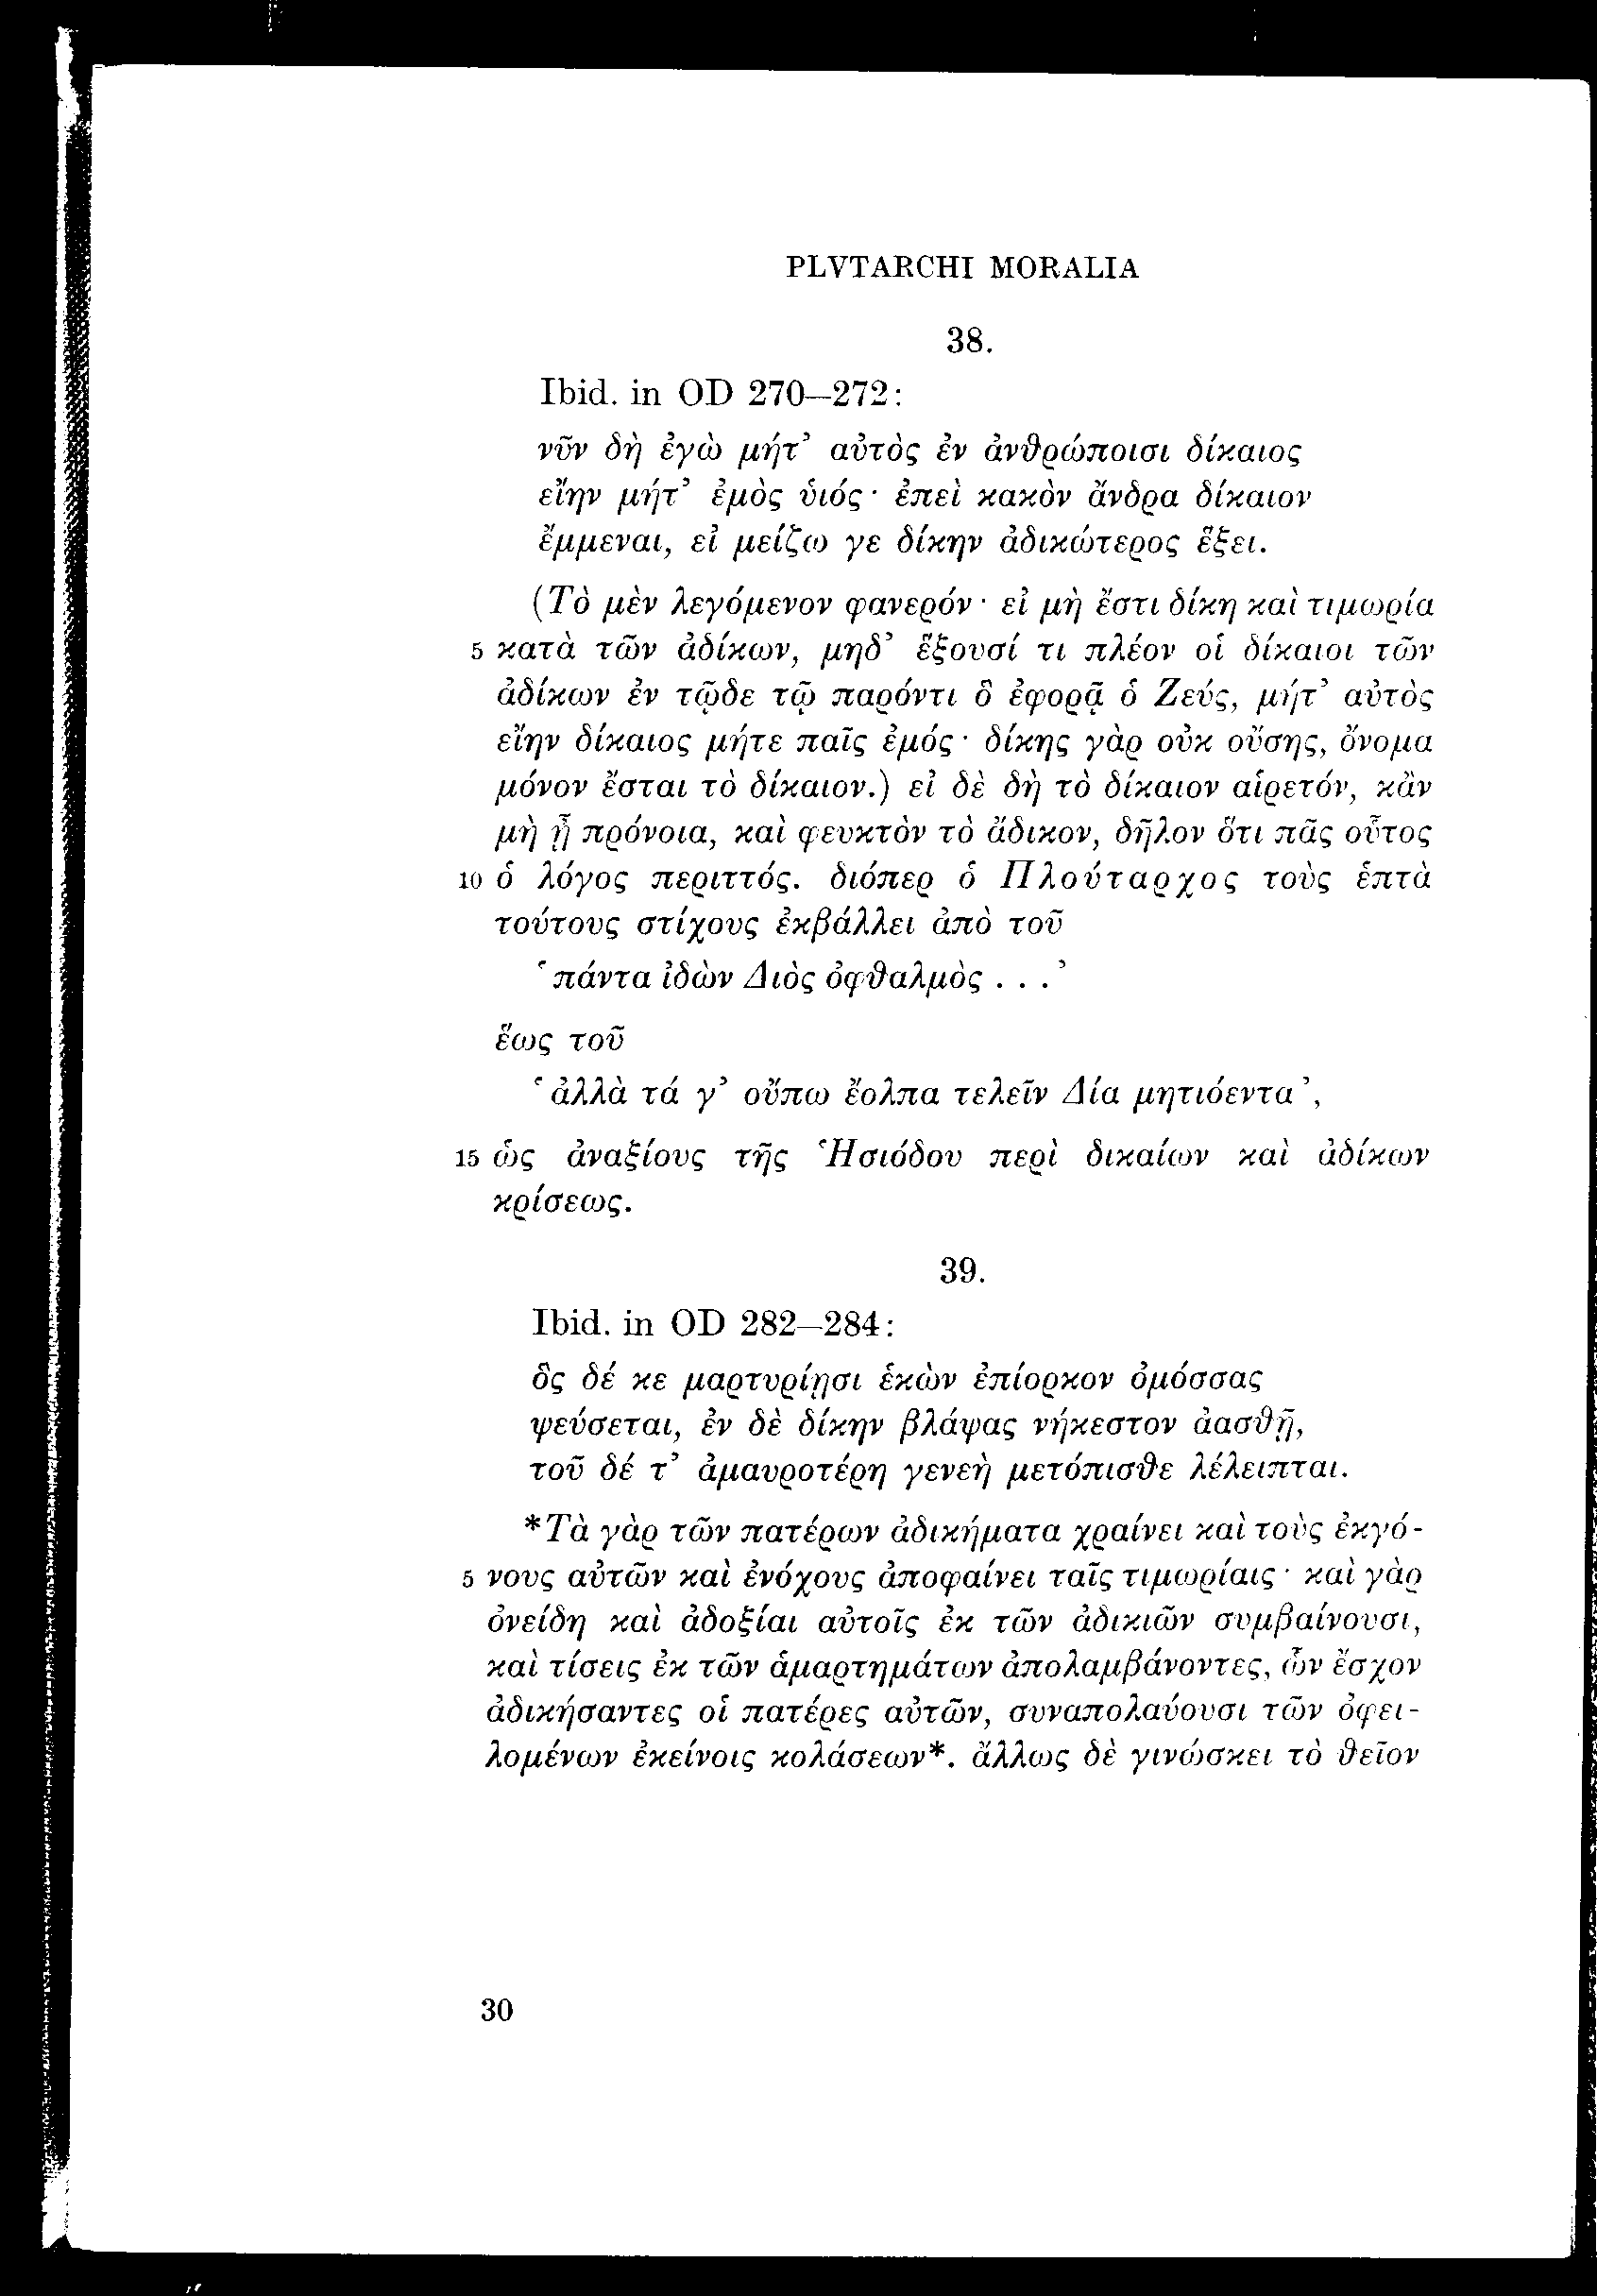 PLVTARCHI MORALIA
38.
Ibid. in OD 270–272:
νῦν δὴ ἐγὼ μήτ’ αὐτὸς ἐν ἀνθρώποισι δίκαιος
εἴην μήτ’ ἐμὸς ὑιός· ἐπεὶ κακὸν ἄνδρα δίκαιον
ἔμμεναι, εἰ μείζω γε δίκην ἀδικώτερος ἕξει.
(Τὸ μὲν λεγόμενον φανερόν· εἰ μὴ ἔστι δίκη καὶ τιμωρία
5 κατὰ τῶν ἀδίκων, μηδ’ ἕξουσί τι πλέον οἱ δίκαιοι τῶν
ἀδίκων ἐν τῷδε τῷ παρόντι ὃ ἐφορᾷ ὁ Ζεύς, μήτ’ αὐτὸς
εἴην δίκαιος μήτε παῖς ἐμός· δίκης γὰρ οὐκ οὔσης, ὄνομα
μόνον ἔσται τὸ δίκαιον.) εἰ δὲ δὴ τὸ δίκαιον αἱρετόν, κἂν
μὴ ᾖ πρόνοια, καὶ φευκτὸν τὸ ἄδικον, δῆλον ὅτι πᾶς οὗτος
10 ὁ λόγος περιττός. διόπερ ὁ Πλούταρχος τοὺς ἑπτὰ
τούτους στίχους ἐκβάλλει ἀπὸ τοῦ
‘πάντα ἰδὼν Διὸς ὀφθαλμὸς . . .’
ἕως τοῦ
‘ἀλλὰ τά γ’ οὔπω ἔολπα τελεῖν Δία μητιόεντα’,
15 ὡς ἀναξίους τῆς Ἡσιόδου περὶ δικαίων καὶ ἀδίκων
κρίσεως.
39.
Ibid. in OD 282–284:
ὃς δέ κε μαρτυρίῃσι ἑκὼν ἐπίορκον ὀμόσσας
ψεύσεται, ἐν δὲ δίκην βλάψας νήκεστον ἀασθῇ,
τοῦ δέ τ’ ἀμαυροτέρη γενεὴ μετόπισθε λέλειπται.
*Τὰ γὰρ τῶν πατέρων ἀδικήματα χραίνει καὶ τοὺς ἐκγό-
5 νους αὐτῶν καὶ ἐνόχους ἀποφαίνει ταῖς τιμωρίαις· καὶ γὰρ
ὀνείδη καὶ ἀδοξίαι αὐτοῖς ἐκ τῶν ἀδικιῶν συμβαίνουσι,
καὶ τίσεις ἐκ τῶν ἁμαρτημάτων ἀπολαμβάνοντες, ὧν ἔσχον
ἀδικήσαντες οἱ πατέρες αὐτῶν, συναπολαύουσι τῶν ὀφει-
λομένων ἐκείνοις κολάσεων*. ἄλλως δὲ γινώσκει τὸ θεῖον
30